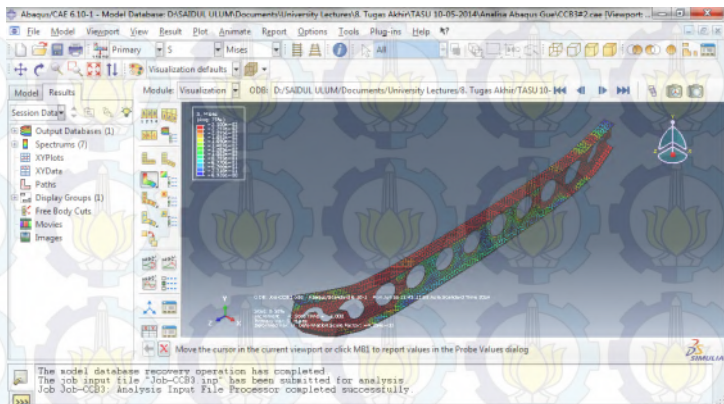 Abaqus/CAE 6.10-1 - Model Database: D:\SAIDUL ULUM\Documents\University Lectures\8. Tugas Akhir\TASU 10-05-2014\Analisa Abaqus Gue\CCB3#2.cae [Viewport:
File Model Viewport View Result Plot Animate Report Options Tools Plug-ins Help
Primary S Mises All
Visualization defaults
Model Results Module: Visualization ODB: D:/SAIDUL ULUM/Documents/University Lectures/8. Tugas Akhir/TASU 10-
Session Data
Output Databases (1)
Spectrums (7)
XYPlots
XYData
Paths
Display Groups (1)
Free Body Cuts
Movies
Images
S, Mises
Y
Z X
Move the cursor in the current viewport or click MB1 to report values in the Probe Values dialog
SIMULIA
The model database recovery operation has completed
The job input file "Job-CCB3.inp" has been submitted for analysis
Job Job-CCB3: Analysis Input File Processor completed successfully
>>>